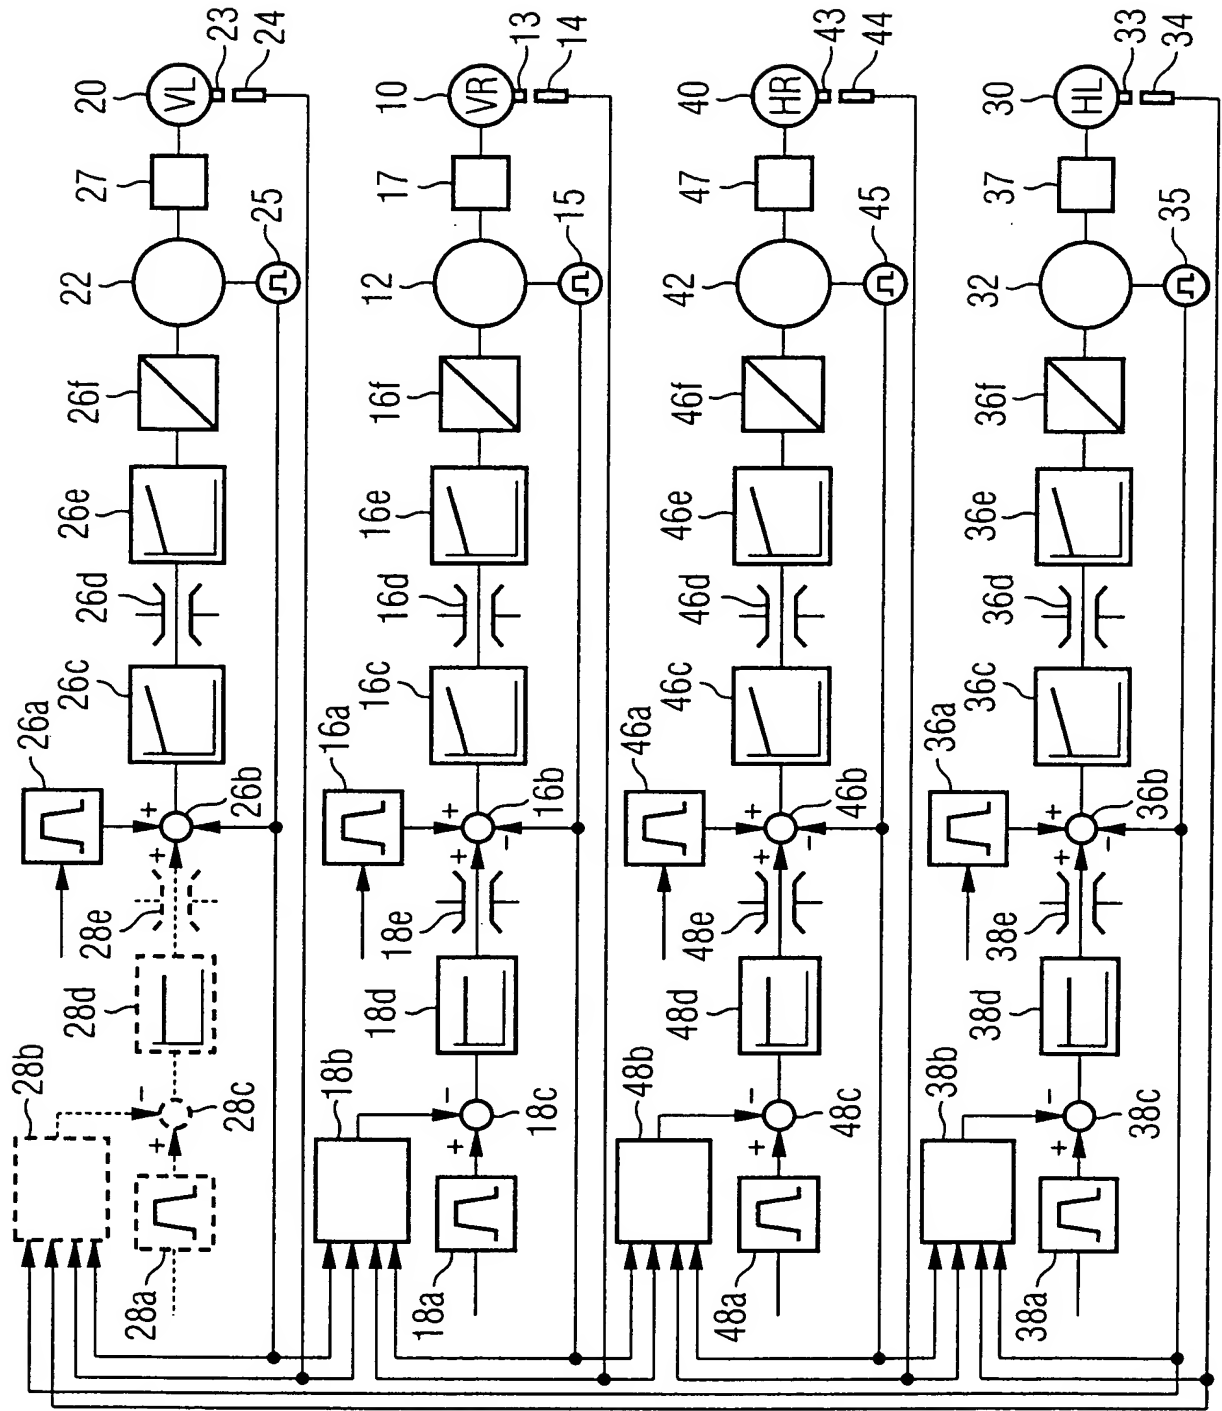 20
VL
23
24
27
25
22
26f
26e
26d
26c
26a
+
26b
+
28e
28d
28b
−
28c
+
28a
10
VR
13
14
17
15
12
16f
16e
16d
16c
16a
+
16b
−
+
18e
18d
18b
−
18c
+
18a
40
HR
43
44
47
45
42
46f
46e
46d
46c
46a
+
46b
−
+
48e
48d
48b
−
48c
+
48a
30
HL
33
34
37
35
32
36f
36e
36d
36c
36a
+
36b
−
+
38e
38d
38b
−
38c
+
38a